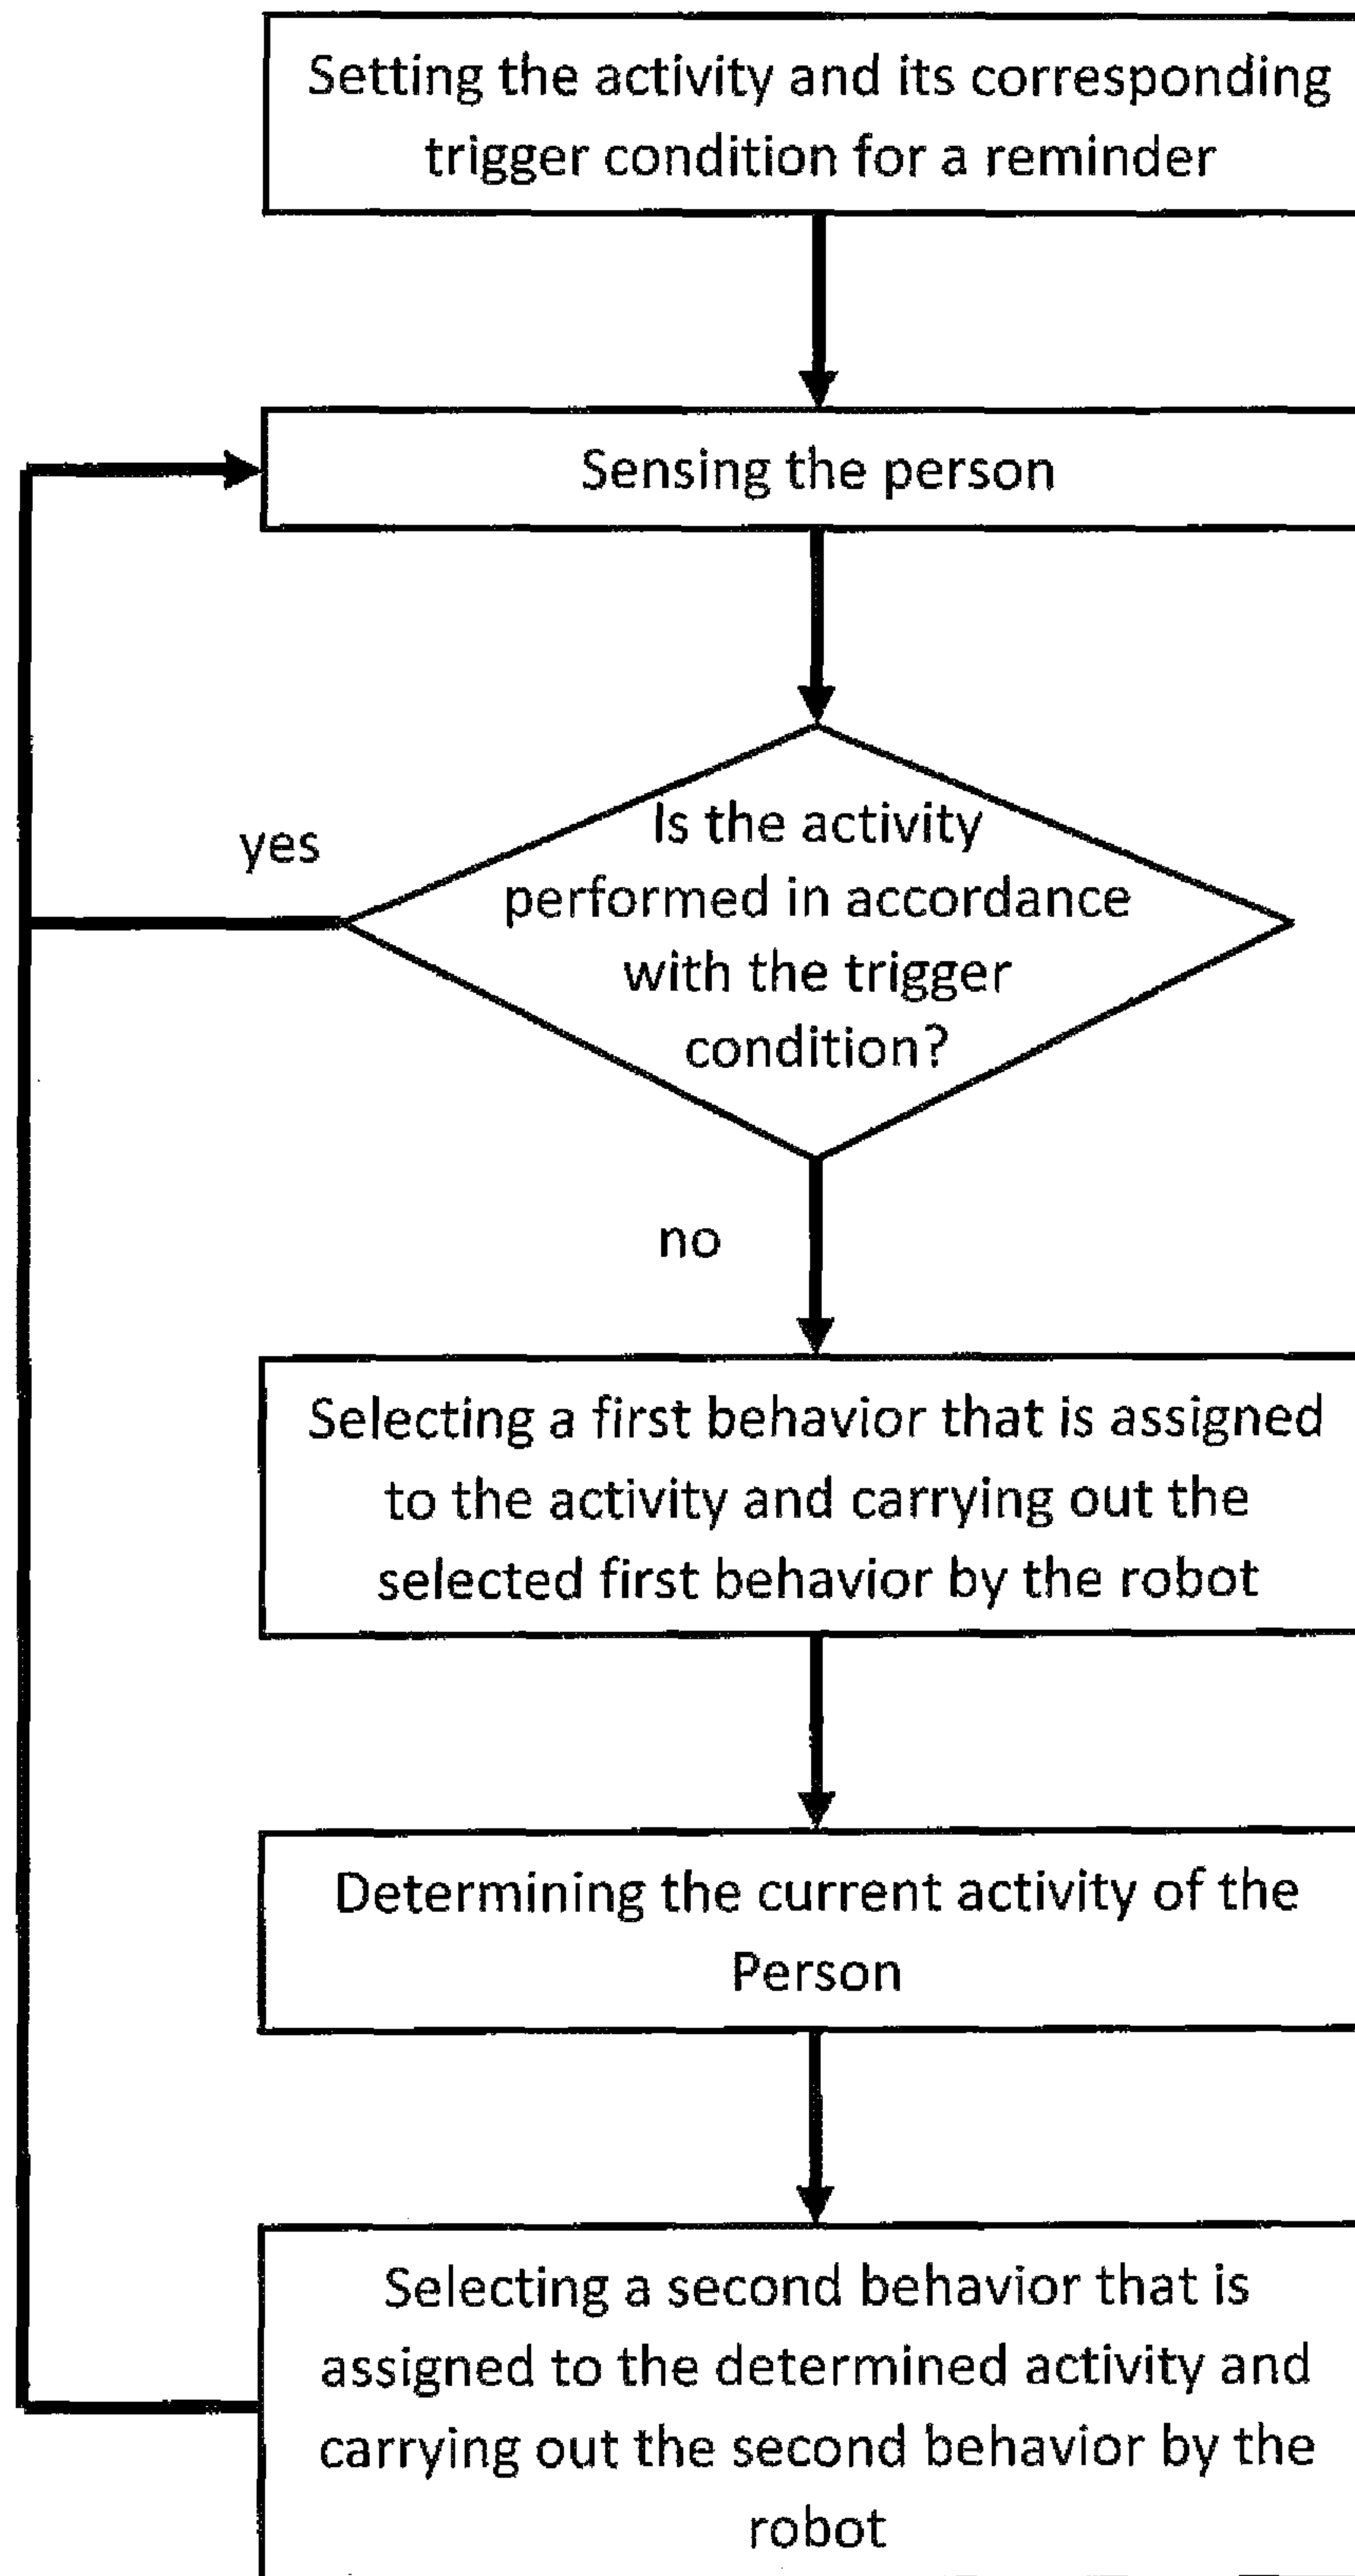 Setting the activity and its corresponding
trigger condition for a reminder
Sensing the person
yes
Is the activity
performed in accordance
with the trigger
condition?
no
Selecting a first behavior that is assigned
to the activity and carrying out the
selected first behavior by the robot
Determining the current activity of the
Person
Selecting a second behavior that is
assigned to the determined activity and
carrying out the second behavior by the
robot